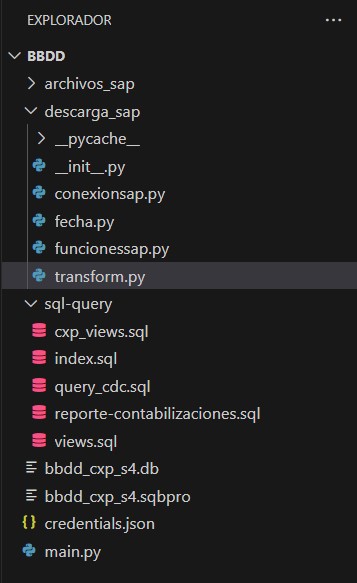 EXPLORADOR
BBDD
archivos_sap
descarga_sap
__pycache__
__init__.py
conexionsap.py
fecha.py
funcionessap.py
transform.py
sql-query
cxp_views.sql
index.sql
query_cdc.sql
reporte-contabilizaciones.sql
views.sql
bbdd_cxp_s4.db
bbdd_cxp_s4.sqbpro
credentials.json
main.py